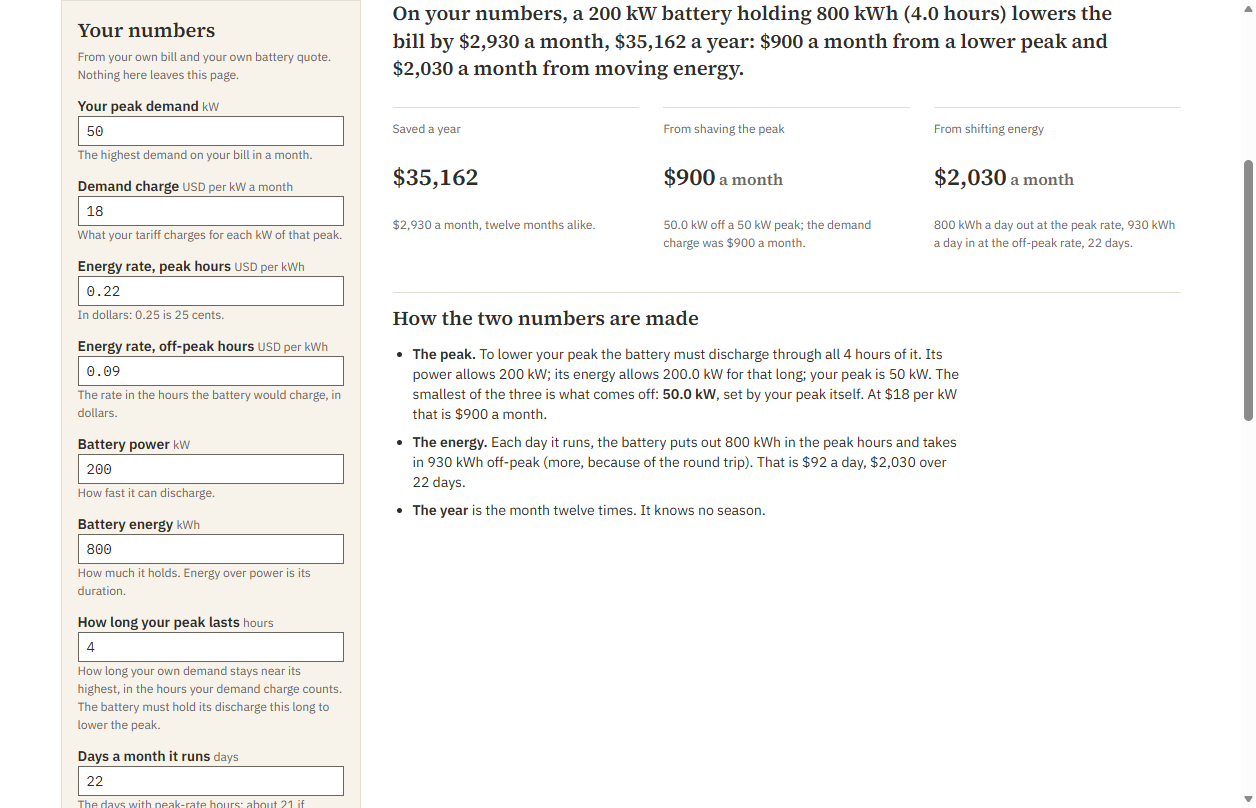 Your numbers
From your own bill and your own battery quote.
Nothing here leaves this page.
Your peak demand kW
50
The highest demand on your bill in a month.
Demand charge USD per kW a month
18
What your tariff charges for each kW of that peak.
Energy rate, peak hours USD per kWh
0.22
In dollars: 0.25 is 25 cents.
Energy rate, off-peak hours USD per kWh
0.09
The rate in the hours the battery would charge, in
dollars.
Battery power kW
200
How fast it can discharge.
Battery energy kWh
800
How much it holds. Energy over power is its
duration.
How long your peak lasts hours
4
How long your own demand stays near its
highest, in the hours your demand charge counts.
The battery must hold its discharge this long to
lower the peak.
Days a month it runs days
22
The days with peak-rate hours: about 21 if
On your numbers, a 200 kW battery holding 800 kWh (4.0 hours) lowers the
bill by $2,930 a month, $35,162 a year: $900 a month from a lower peak and
$2,030 a month from moving energy.
Saved a year
$35,162
$2,930 a month, twelve months alike.
From shaving the peak
$900 a month
50.0 kW off a 50 kW peak; the demand
charge was $900 a month.
From shifting energy
$2,030 a month
800 kWh a day out at the peak rate, 930 kWh
a day in at the off-peak rate, 22 days.
How the two numbers are made
• The peak. To lower your peak the battery must discharge through all 4 hours of it. Its
power allows 200 kW; its energy allows 200.0 kW for that long; your peak is 50 kW. The
smallest of the three is what comes off: 50.0 kW, set by your peak itself. At $18 per kW
that is $900 a month.
• The energy. Each day it runs, the battery puts out 800 kWh in the peak hours and takes
in 930 kWh off-peak (more, because of the round trip). That is $92 a day, $2,030 over
22 days.
• The year is the month twelve times. It knows no season.